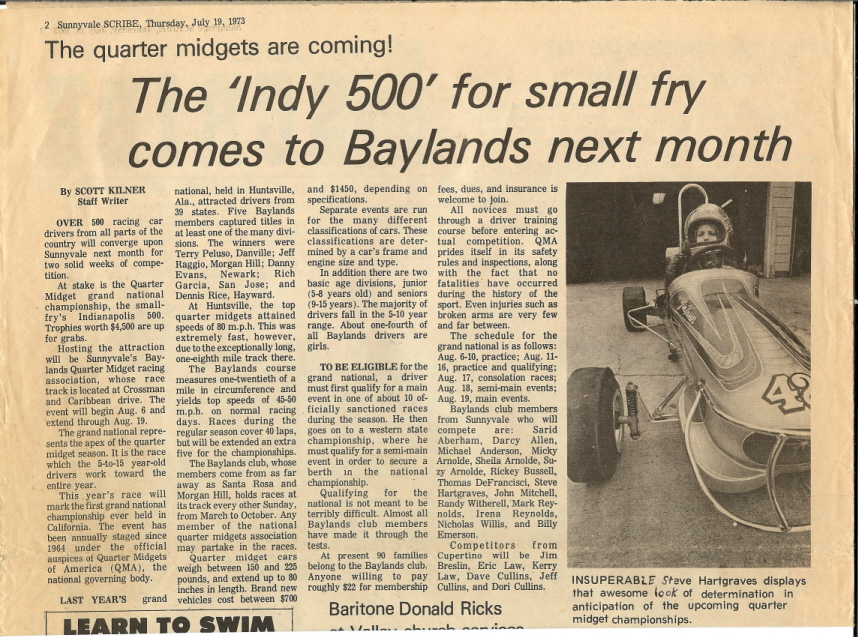 2 Sunnyvale SCRIBE, Thursday, July 19, 1973
The quarter midgets are coming!
The 'Indy 500' for small fry
comes to Baylands next month
By SCOTT KILNER
Staff Writer
OVER 500 racing car
drivers from all parts of the
country will converge upon
Sunnyvale next month for
two solid weeks of compe-
tition.
At stake is the Quarter
Midget grand national
championship, the small-
fry's Indianapolis 500.
Trophies worth $4,500 are up
for grabs.
Hosting the attraction
will be Sunnyvale's Bay-
lands Quarter Midget racing
association, whose race
track is located at Crossman
and Caribbean drive. The
event will begin Aug. 6 and
extend through Aug. 19.
The grand national repre-
sents the apex of the quarter
midget season. It is the race
which the 5-to-15 year-old
drivers work toward the
entire year.
This year's race will
mark the first grand national
championship ever held in
California. The event has
been annually staged since
1964 under the official
auspices of Quarter Midgets
of America (QMA), the
national governing body.
LAST YEAR'S grand
national, held in Huntsville,
Ala., attracted drivers from
39 states. Five Baylands
members captured titles in
at least one of the many divi-
sions. The winners were
Terry Peluso, Danville; Jeff
Raggio, Morgan Hill; Danny
Evans, Newark; Rich
Garcia, San Jose; and
Dennis Rice, Hayward.
At Huntsville, the top
quarter midgets attained
speeds of 80 m.p.h. This was
extremely fast, however,
due to the exceptionally long,
one-eighth mile track there.
The Baylands course
measures one-twentieth of a
mile in circumference and
yields top speeds of 45-50
m.p.h. on normal racing
days. Races during the
regular season cover 40 laps,
but will be extended an extra
five for the championships.
The Baylands club, whose
members come from as far
away as Santa Rosa and
Morgan Hill, holds races at
its track every other Sunday,
from March to October. Any
member of the national
quarter midgets association
may partake in the races.
Quarter midget cars
weigh between 150 and 225
pounds, and extend up to 80
inches in length. Brand new
vehicles cost between $700
and $1450, depending on
specifications.
Separate events are run
for the many different
classifications of cars. These
classifications are deter-
mined by a car's frame and
engine size and type.
In addition there are two
basic age divisions, junior
(5-8 years old) and seniors
(9-15 years). The majority of
drivers fall in the 5-10 year
range. About one-fourth of
all Baylands drivers are
girls.
TO BE ELIGIBLE for the
grand national, a driver
must first qualify for a main
event in one of about 10 of-
ficially sanctioned races
during the season. He then
goes on to a western state
championship, where he
must qualify for a semi-main
event in order to secure a
berth in the national
championship.
Qualifying for the
national is not meant to be
terribly difficult. Almost all
Baylands club members
have made it through the
tests.
At present 90 families
belong to the Baylands club.
Anyone willing to pay
roughly $22 for membership
fees, dues, and insurance is
welcome to join.
All novices must go
through a driver training
course before entering ac-
tual competition. QMA
prides itself in its safety
rules and inspections, along
with the fact that no
fatalities have occurred
during the history of the
sport. Even injuries such as
broken arms are very few
and far between.
The schedule for the
grand national is as follows:
Aug. 6-10, practice; Aug. 11-
16, practice and qualifying;
Aug. 17, consolation races;
Aug. 18, semi-main events;
Aug. 19, main events.
Baylands club members
from Sunnyvale who will
compete are: Sarid
Aberham, Darcy Allen,
Michael Anderson, Micky
Arnolde, Sheila Arnolde, Su-
zy Arnolde, Rickey Bussell,
Thomas DeFrancisci, Steve
Hartgraves, John Mitchell,
Randy Witherell, Mark Rey-
nolds, Irena Reynolds,
Nicholas Willis, and Billy
Emerson.
Competitors from
Cupertino will be Jim
Breslin, Eric Law, Kerry
Law, Dave Cullins, Jeff
Cullins, and Dori Cullins.
INSUPERABLE Steve Hartgraves displays
that awesome look of determination in
anticipation of the upcoming quarter
midget championships.
LEARN TO SWIM
Baritone Donald Ricks
at Valley church services